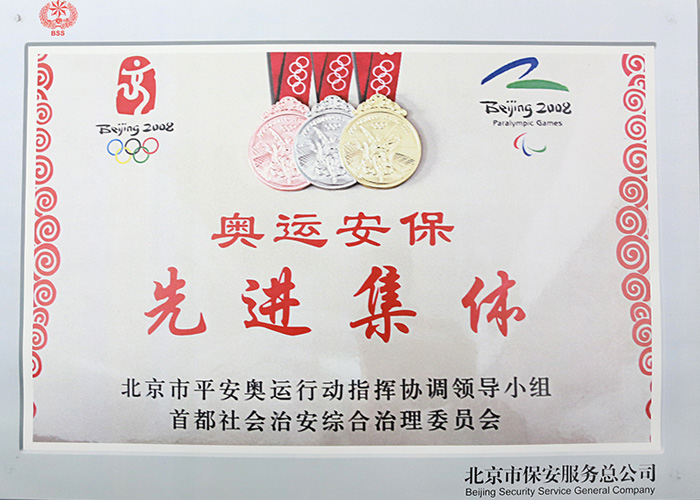 BSS
Beijing 2008
Beijing 2008
Paralympic Games
奥运安保
先进集体
北京市平安奥运行动指挥协调领导小组
首都社会治安综合治理委员会
北京市保安服务总公司
Beijing Security Service General Company